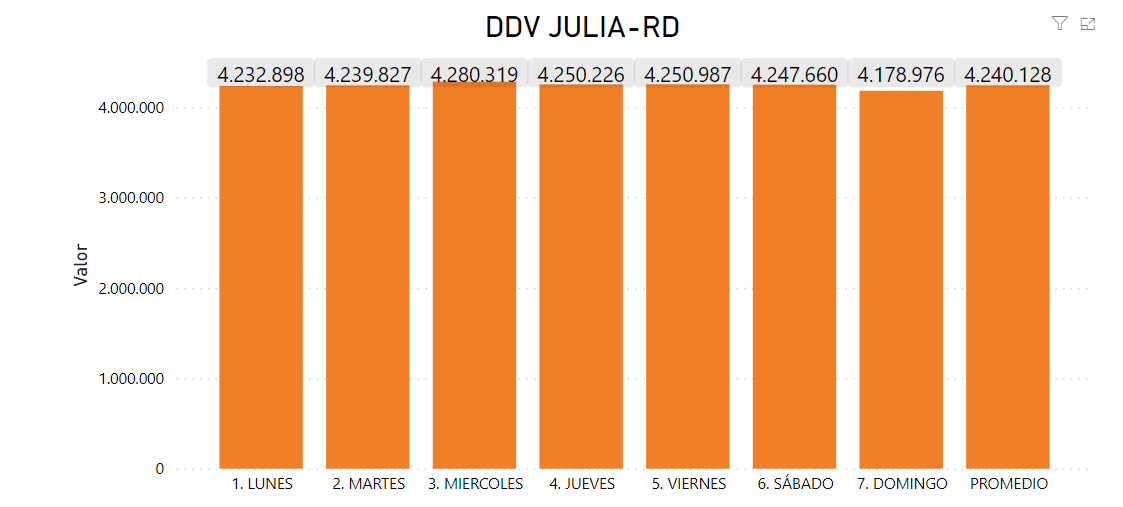 DDV JULIA-RD
4.232.898 4.239.827 4.280.319 4.250.226 4.250.987 4.247.660 4.178.976 4.240.128
4.000.000
3.000.000
Valor
2.000.000
1.000.000
0
1. LUNES 2. MARTES 3. MIERCOLES 4. JUEVES 5. VIERNES 6. SÁBADO 7. DOMINGO PROMEDIO